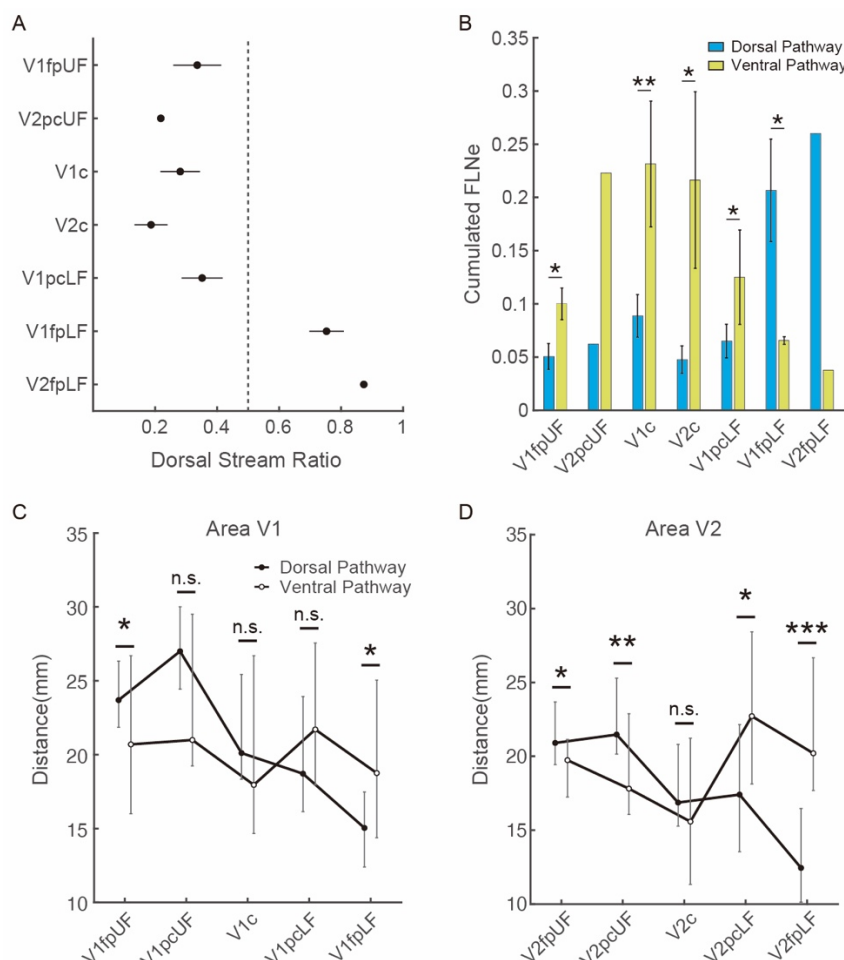 A
V1fpUF
V2pcUF
V1c
V2c
V1pcLF
V1fpLF
V2fpLF
0.2 0.4 0.6 0.8 1
Dorsal Stream Ratio
B
Dorsal Pathway
Ventral Pathway
0.35
0.3
0.25
0.2
0.15
0.1
0.05
0
Cumulated FLNe
* ** * * *
V1fpUF V2pcUF V1c V2c V1pcLF V1fpLF V2fpLF
C
Area V1
Dorsal Pathway
Ventral Pathway
35
30
25
20
15
10
Distance(mm)
* n.s. n.s. n.s. *
V1fpUF V1pcUF V1c V1pcLF V1fpLF
D
Area V2
35
30
25
20
15
10
Distance(mm)
* ** n.s. * ***
V2fpUF V2pcUF V2c V2pcLF V2fpLF